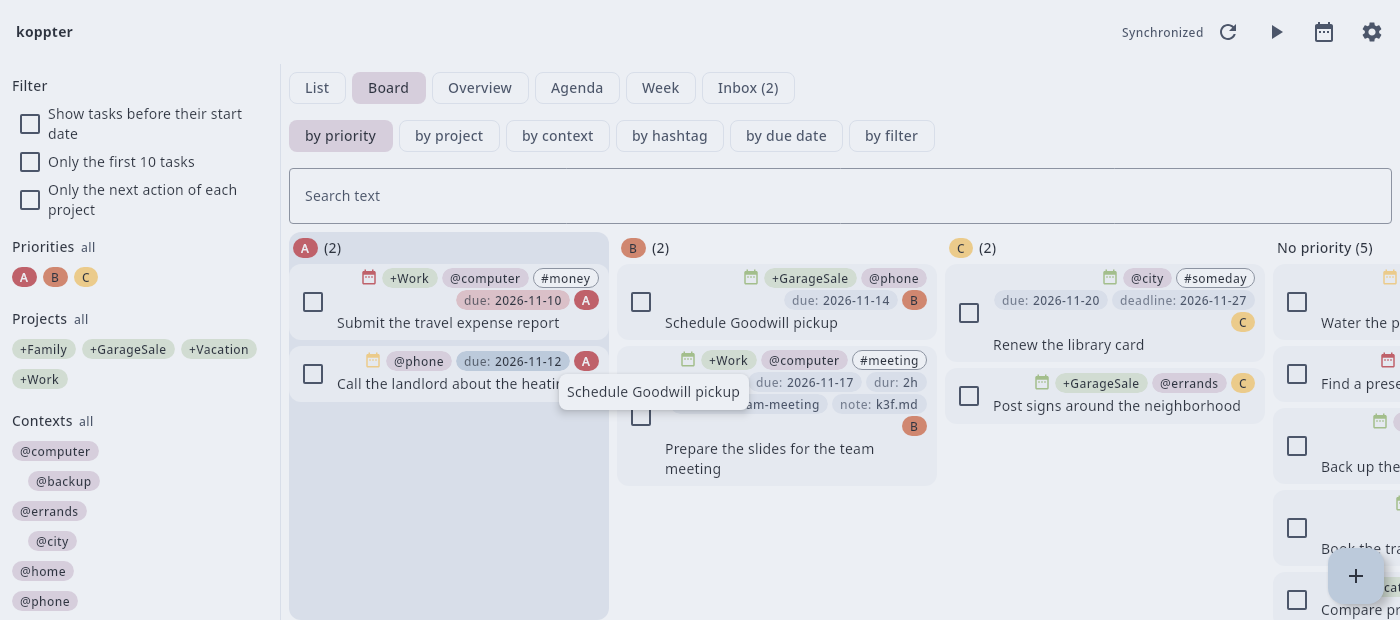 koppter
Synchronized
Filter
Show tasks before their start
date
Only the first 10 tasks
Only the next action of each
project
Priorities all
A B C
Projects all
+Family +GarageSale +Vacation
+Work
Contexts all
@computer
@backup
@errands
@city
@home
@phone
List Board Overview Agenda Week Inbox (2)
by priority by project by context by hashtag by due date by filter
Search text
A (2)
+Work @computer #money
due: 2026-11-10 A
Submit the travel expense report
@phone due: 2026-11-12 A
Call the landlord about the
Schedule Goodwill pickup
B (2)
+GarageSale @phone
due: 2026-11-14 B
Schedule Goodwill pickup
+Work @computer #meeting
due: 2026-11-17 dur: 2h
am-meeting note: k3f.md
B
Prepare the slides for the team
meeting
C (2)
@city #someday
due: 2026-11-20 deadline: 2026-11-27
C
Renew the library card
+GarageSale @errands C
Post signs around the neighborhood
No priority (5)
Water the
Find a
Back up the
Book the
Compare
+